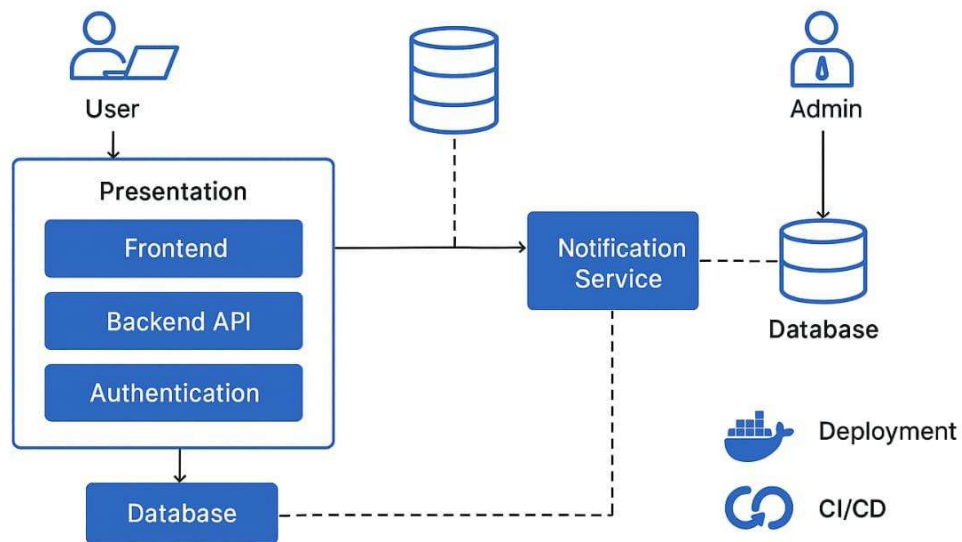 User
Admin
Presentation
Frontend
Backend API
Authentication
Database
Notification
Service
Database
Deployment
CI/CD